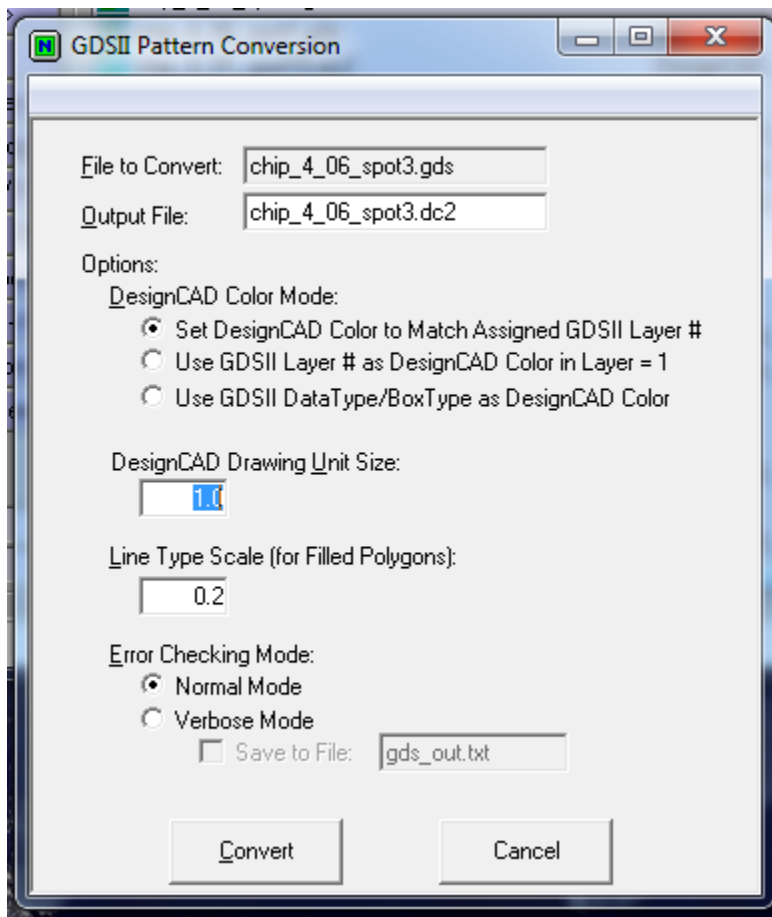 GDSII Pattern Conversion
File to Convert: chip_4_06_spot3.gds
Output File: chip_4_06_spot3.dc2
Options:
DesignCAD Color Mode:
Set DesignCAD Color to Match Assigned GDSII Layer #
Use GDSII Layer # as DesignCAD Color in Layer = 1
Use GDSII DataType/BoxType as DesignCAD Color
DesignCAD Drawing Unit Size:
1.0
Line Type Scale (for Filled Polygons):
0.2
Error Checking Mode:
Normal Mode
Verbose Mode
Save to File: gds_out.txt
Convert Cancel